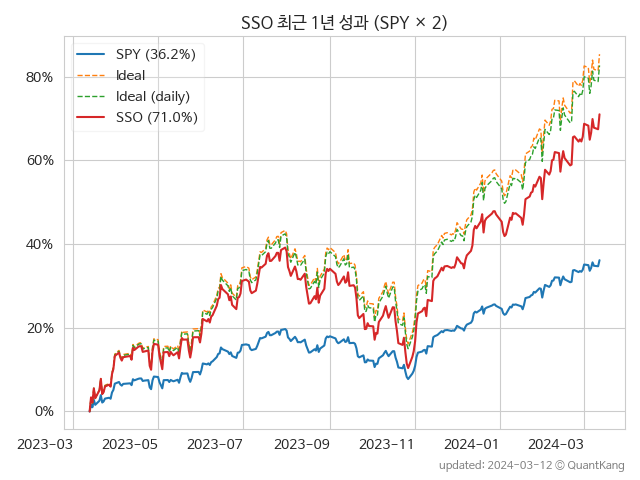 SSO 최근 1년 성과 (SPY × 2)
SPY (36.2%)
Ideal
Ideal (daily)
SSO (71.0%)
80%
60%
40%
20%
0%
2023-03 2023-05 2023-07 2023-09 2023-11 2024-01 2024-03
updated: 2024-03-12 © QuantKang